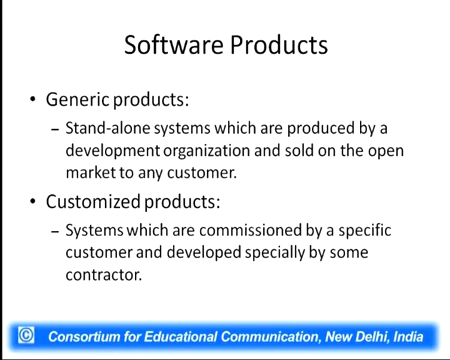 Software Products
• Generic products:
– Stand-alone systems which are produced by a
development organization and sold on the open
market to any customer.
• Customized products:
– Systems which are commissioned by a specific
customer and developed specially by some
contractor.
© Consortium for Educational Communication, New Delhi, India